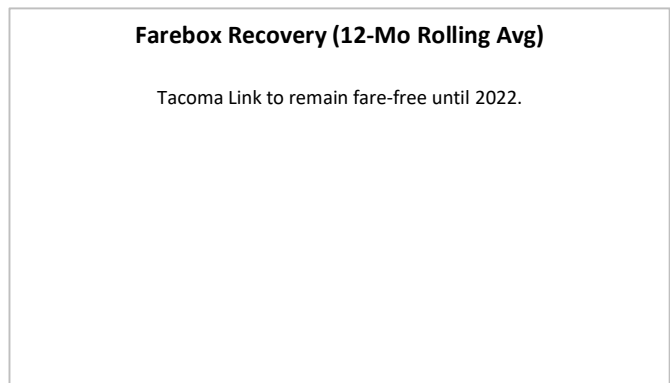 Farebox Recovery (12-Mo Rolling Avg)
Tacoma Link to remain fare-free until 2022.